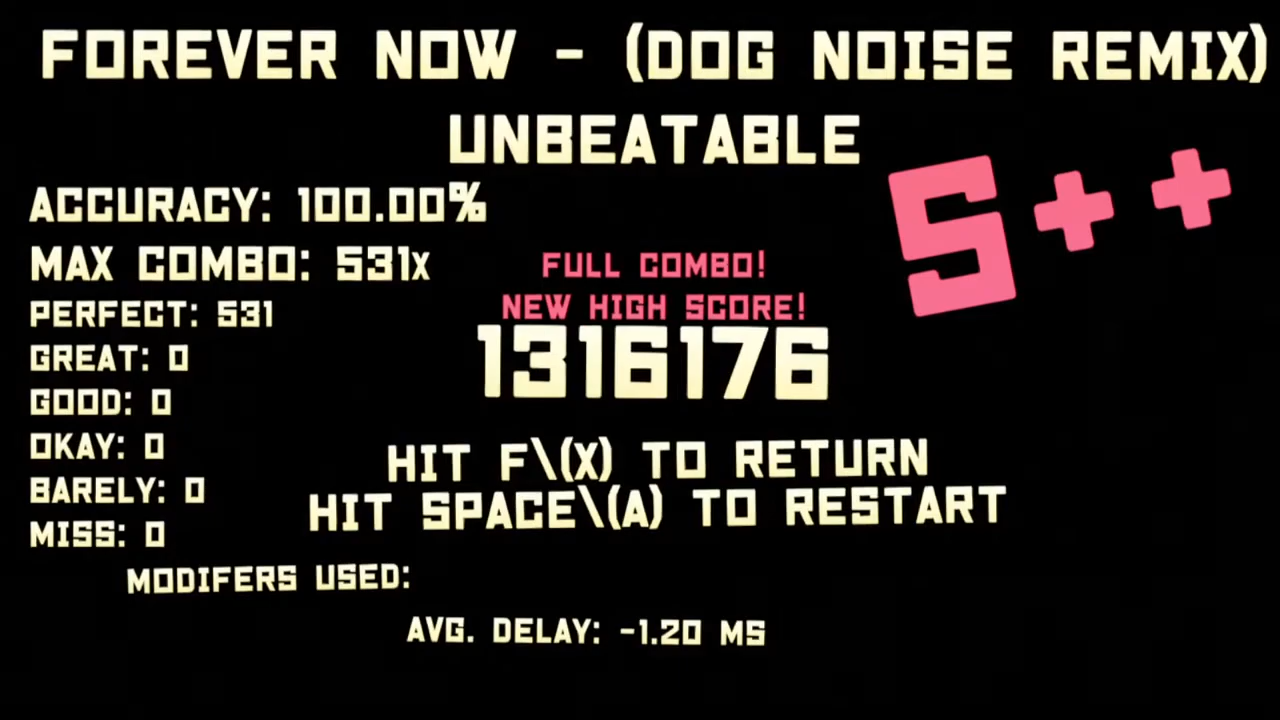 FOREVER NOW - (DOG NOISE REMIX)
UNBEATABLE
S++
ACCURACY: 100.00%
MAX COMBO: 531x
FULL COMBO!
PERFECT: 531
NEW HIGH SCORE!
1316176
GREAT: 0
GOOD: 0
OKAY: 0
BARELY: 0
MISS: 0
HIT F\(X) TO RETURN
HIT SPACE\(A) TO RESTART
MODIFERS USED:
AVG. DELAY: -1.20 MS